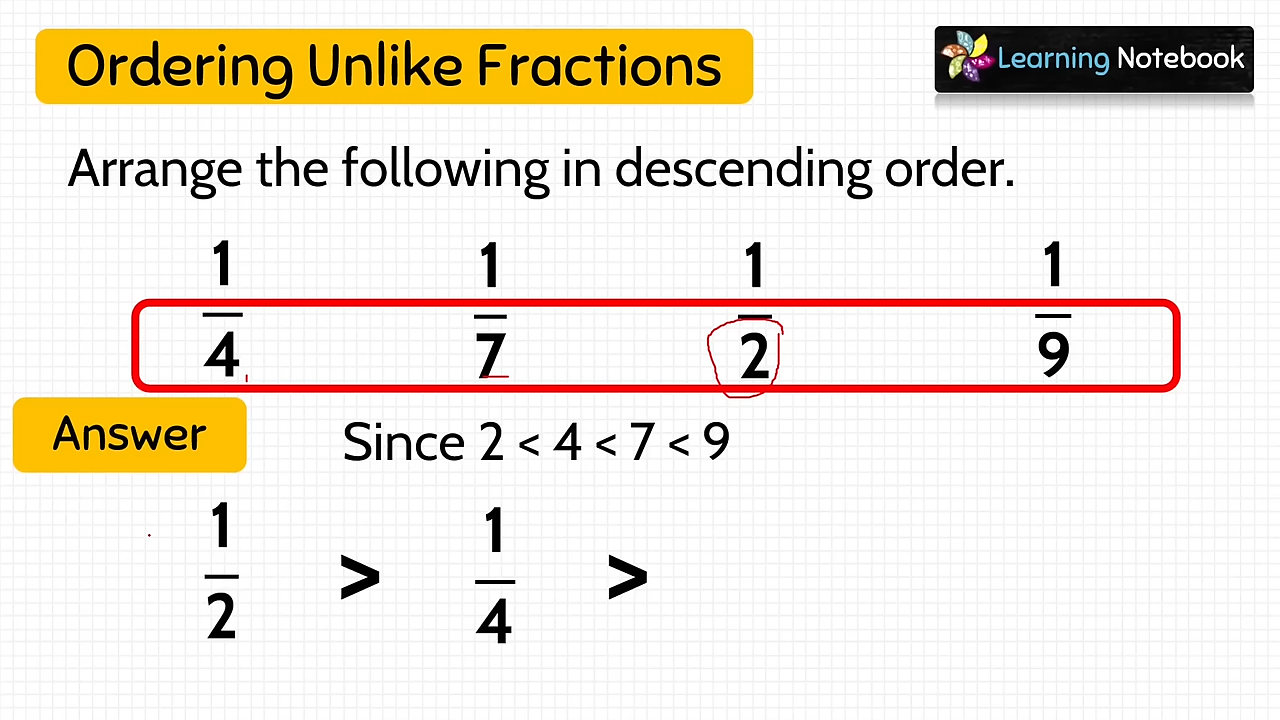 Ordering Unlike Fractions
Learning Notebook
Arrange the following in descending order.
1 1 1 1
4 7 2 9
Answer
Since 2 < 4 < 7 < 9
1 1
> >
2 4